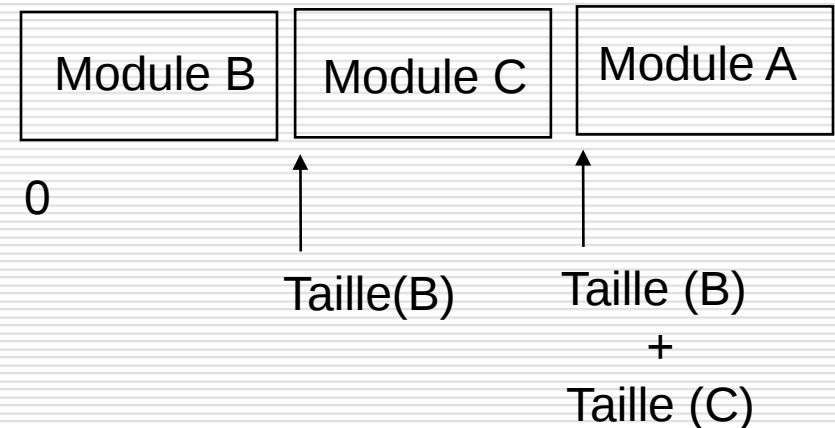 Module B
Module C
Module A
0
Taille(B)
Taille (B)
+
Taille (C)